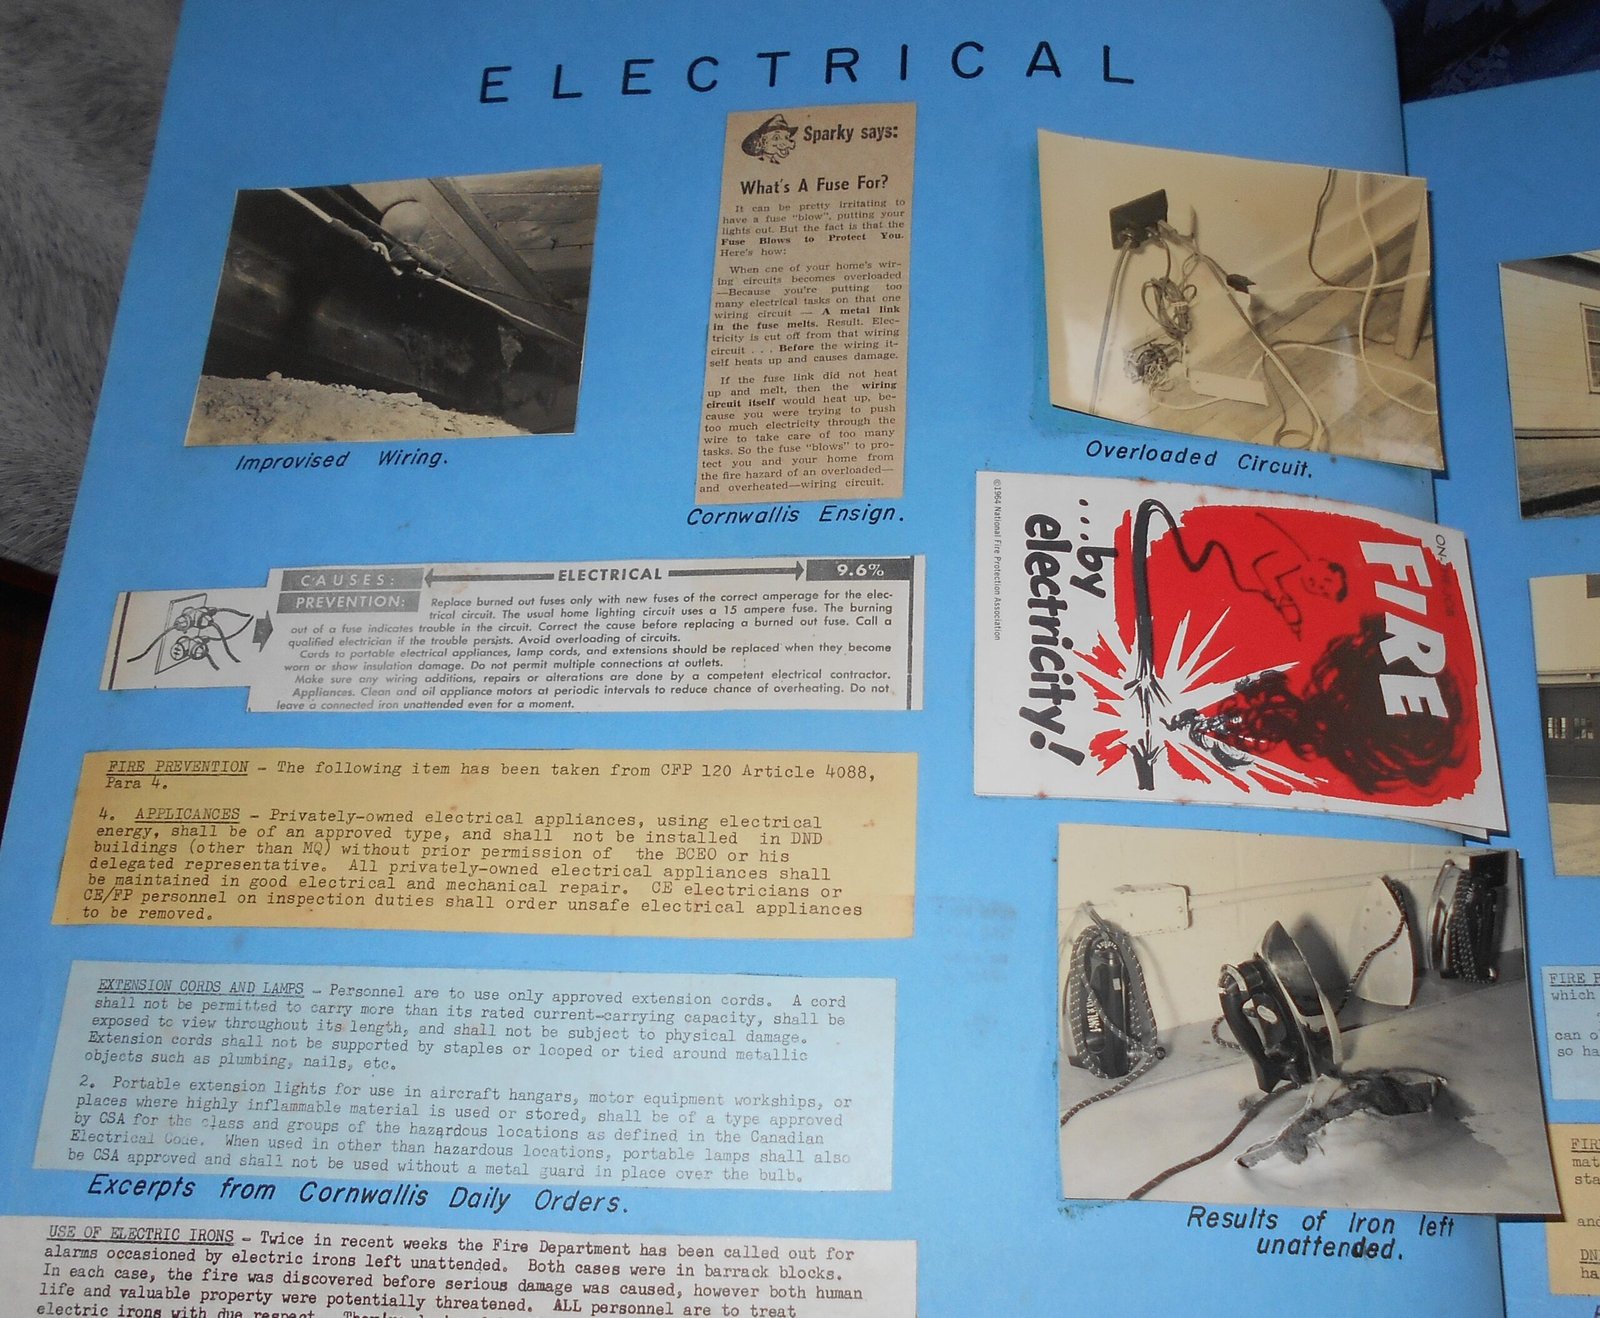 ELECTRICAL
Improvised Wiring.
Sparky says:
What's A Fuse For?
It can be pretty irritating to
have a fuse "blow", putting your
lights out. But the fact is that the
Fuse Blows to Protect You.
Here's how:
When one of your home's wir-
ing circuits becomes overloaded
—Because you're putting too
many electrical tasks on that one
wiring circuit — A metal link
in the fuse melts. Result. Elec-
tricity is cut off from that wiring
circuit . . . Before the wiring it-
self heats up and causes damage.
If the fuse link did not heat
up and melt, then the wiring
circuit itself would heat up, be-
cause you were trying to push
too much electricity through the
wire to take care of too many
tasks. So the fuse "blows" to pro-
tect you and your home from
the fire hazard of an overloaded—
and overheated—wiring circuit.
Cornwallis Ensign.
Overloaded Circuit.
CAUSES: ELECTRICAL 9.6%
PREVENTION: Replace burned out fuses only with new fuses of the correct amperage for the elec-
trical circuit. The usual home lighting circuit uses a 15 ampere fuse. The burning
out of a fuse indicates trouble in the circuit. Correct the cause before replacing a burned out fuse. Call a
qualified electrician if the trouble persists. Avoid overloading of circuits.
Cords to portable electrical appliances, lamp cords, and extensions should be replaced when they become
worn or show insulation damage. Do not permit multiple connections at outlets.
Make sure any wiring additions, repairs or alterations are done by a competent electrical contractor.
Appliances. Clean and oil appliance motors at periodic intervals to reduce chance of overheating. Do not
leave a connected iron unattended even for a moment.
FIRE
...by
electricity!
©1964 National Fire Protection Association
FIRE PREVENTION - The following item has been taken from CFP 120 Article 4088,
Para 4.
4. APPLICANCES - Privately-owned electrical appliances, using electrical
energy, shall be of an approved type, and shall not be installed in DND
buildings (other than MQ) without prior permission of the BCEO or his
delegated representative. All privately-owned electrical appliances shall
be maintained in good electrical and mechanical repair. CE electricians or
CE/FP personnel on inspection duties shall order unsafe electrical appliances
to be removed.
EXTENSION CORDS AND LAMPS - Personnel are to use only approved extension cords. A cord
shall not be permitted to carry more than its rated current-carrying capacity, shall be
exposed to view throughout its length, and shall not be subject to physical damage.
Extension cords shall not be supported by staples or looped or tied around metallic
objects such as plumbing, nails, etc.
2. Portable extension lights for use in aircraft hangars, motor equipment workships, or
places where highly inflammable material is used or stored, shall be of a type approved
by CSA for the class and groups of the hazardous locations as defined in the Canadian
Electrical Code. When used in other than hazardous locations, portable lamps shall also
be CSA approved and shall not be used without a metal guard in place over the bulb.
Excerpts from Cornwallis Daily Orders.
Results of Iron left
unattended.
USE OF ELECTRIC IRONS - Twice in recent weeks the Fire Department has been called out for
alarms occasioned by electric irons left unattended. Both cases were in barrack blocks.
In each case, the fire was discovered before serious damage was caused, however both human
life and valuable property were potentially threatened. ALL personnel are to treat
electric irons with due respect.
FIRE
which
can
so ha
FIRE
mat
sta
and
DN
ha